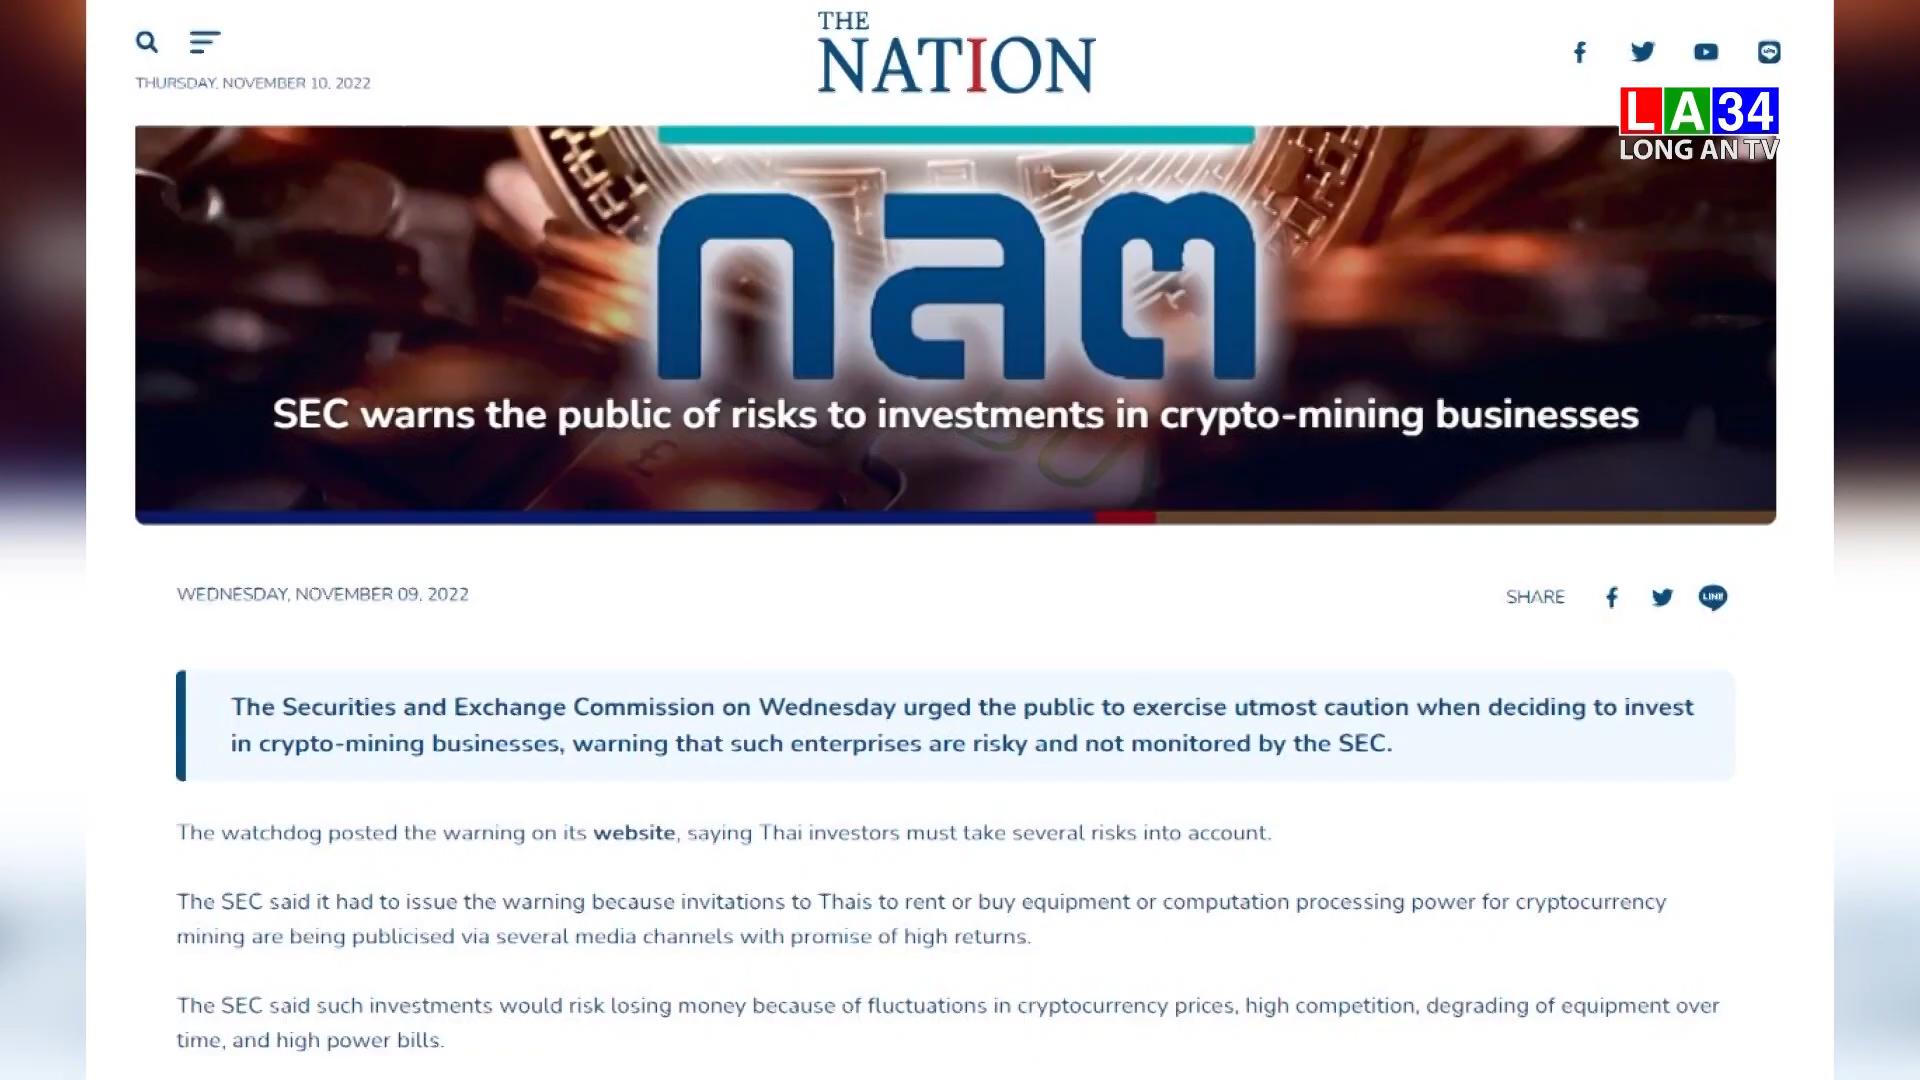 THE
NATION
THURSDAY, NOVEMBER 10, 2022
LA34
LONG AN TV
กลต
SEC warns the public of risks to investments in crypto-mining businesses
WEDNESDAY, NOVEMBER 09, 2022
SHARE
LINE
The Securities and Exchange Commission on Wednesday urged the public to exercise utmost caution when deciding to invest
in crypto-mining businesses, warning that such enterprises are risky and not monitored by the SEC.
The watchdog posted the warning on its website, saying Thai investors must take several risks into account.
The SEC said it had to issue the warning because invitations to Thais to rent or buy equipment or computation processing power for cryptocurrency
mining are being publicised via several media channels with promise of high returns.
The SEC said such investments would risk losing money because of fluctuations in cryptocurrency prices, high competition, degrading of equipment over
time, and high power bills.